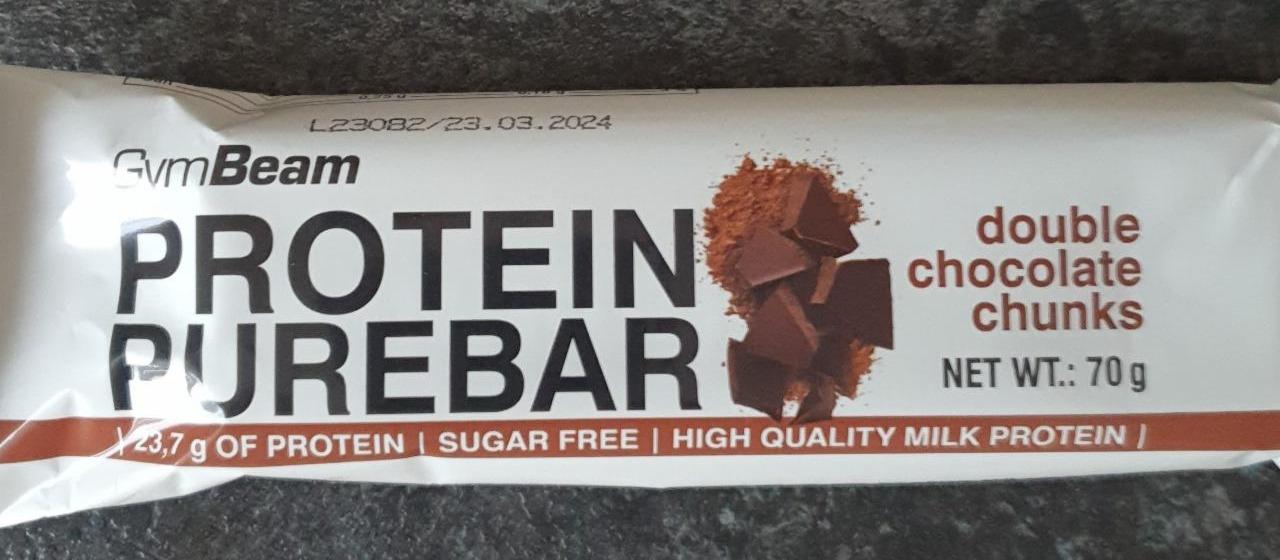 L23082/23.03.2024
GymBeam
PROTEIN
PUREBAR
double
chocolate
chunks
NET WT.: 70 g
23,7 g OF PROTEIN | SUGAR FREE | HIGH QUALITY MILK PROTEIN